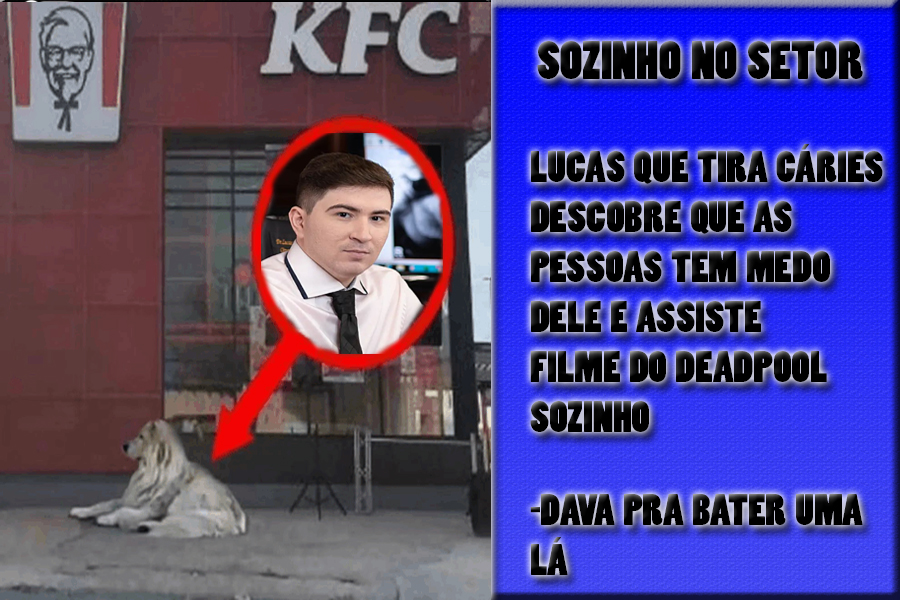 KFC
SOZINHO NO SETOR
LUCAS QUE TIRA CÁRIES
DESCOBRE QUE AS
PESSOAS TEM MEDO
DELE E ASSISTE
FILME DO DEADPOOL
SOZINHO
-DAVA PRA BATER UMA
LÁ